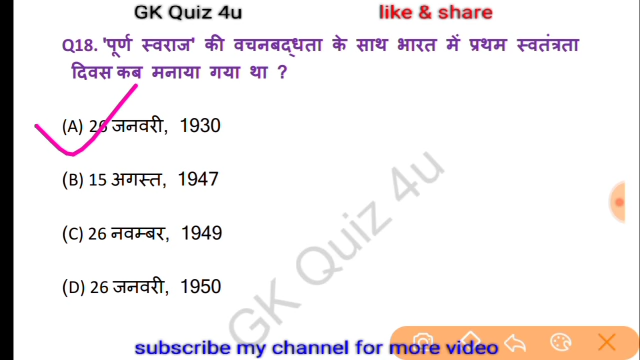 GK Quiz 4u like & share
Q18. 'पूर्ण स्वराज' की वचनबद्धता के साथ भारत में प्रथम स्वतंत्रता
दिवस कब मनाया गया था ?
(A) 26 जनवरी, 1930
(B) 15 अगस्त, 1947
(C) 26 नवम्बर, 1949
(D) 26 जनवरी, 1950
GK Quiz 4u
subscribe my channel for more video